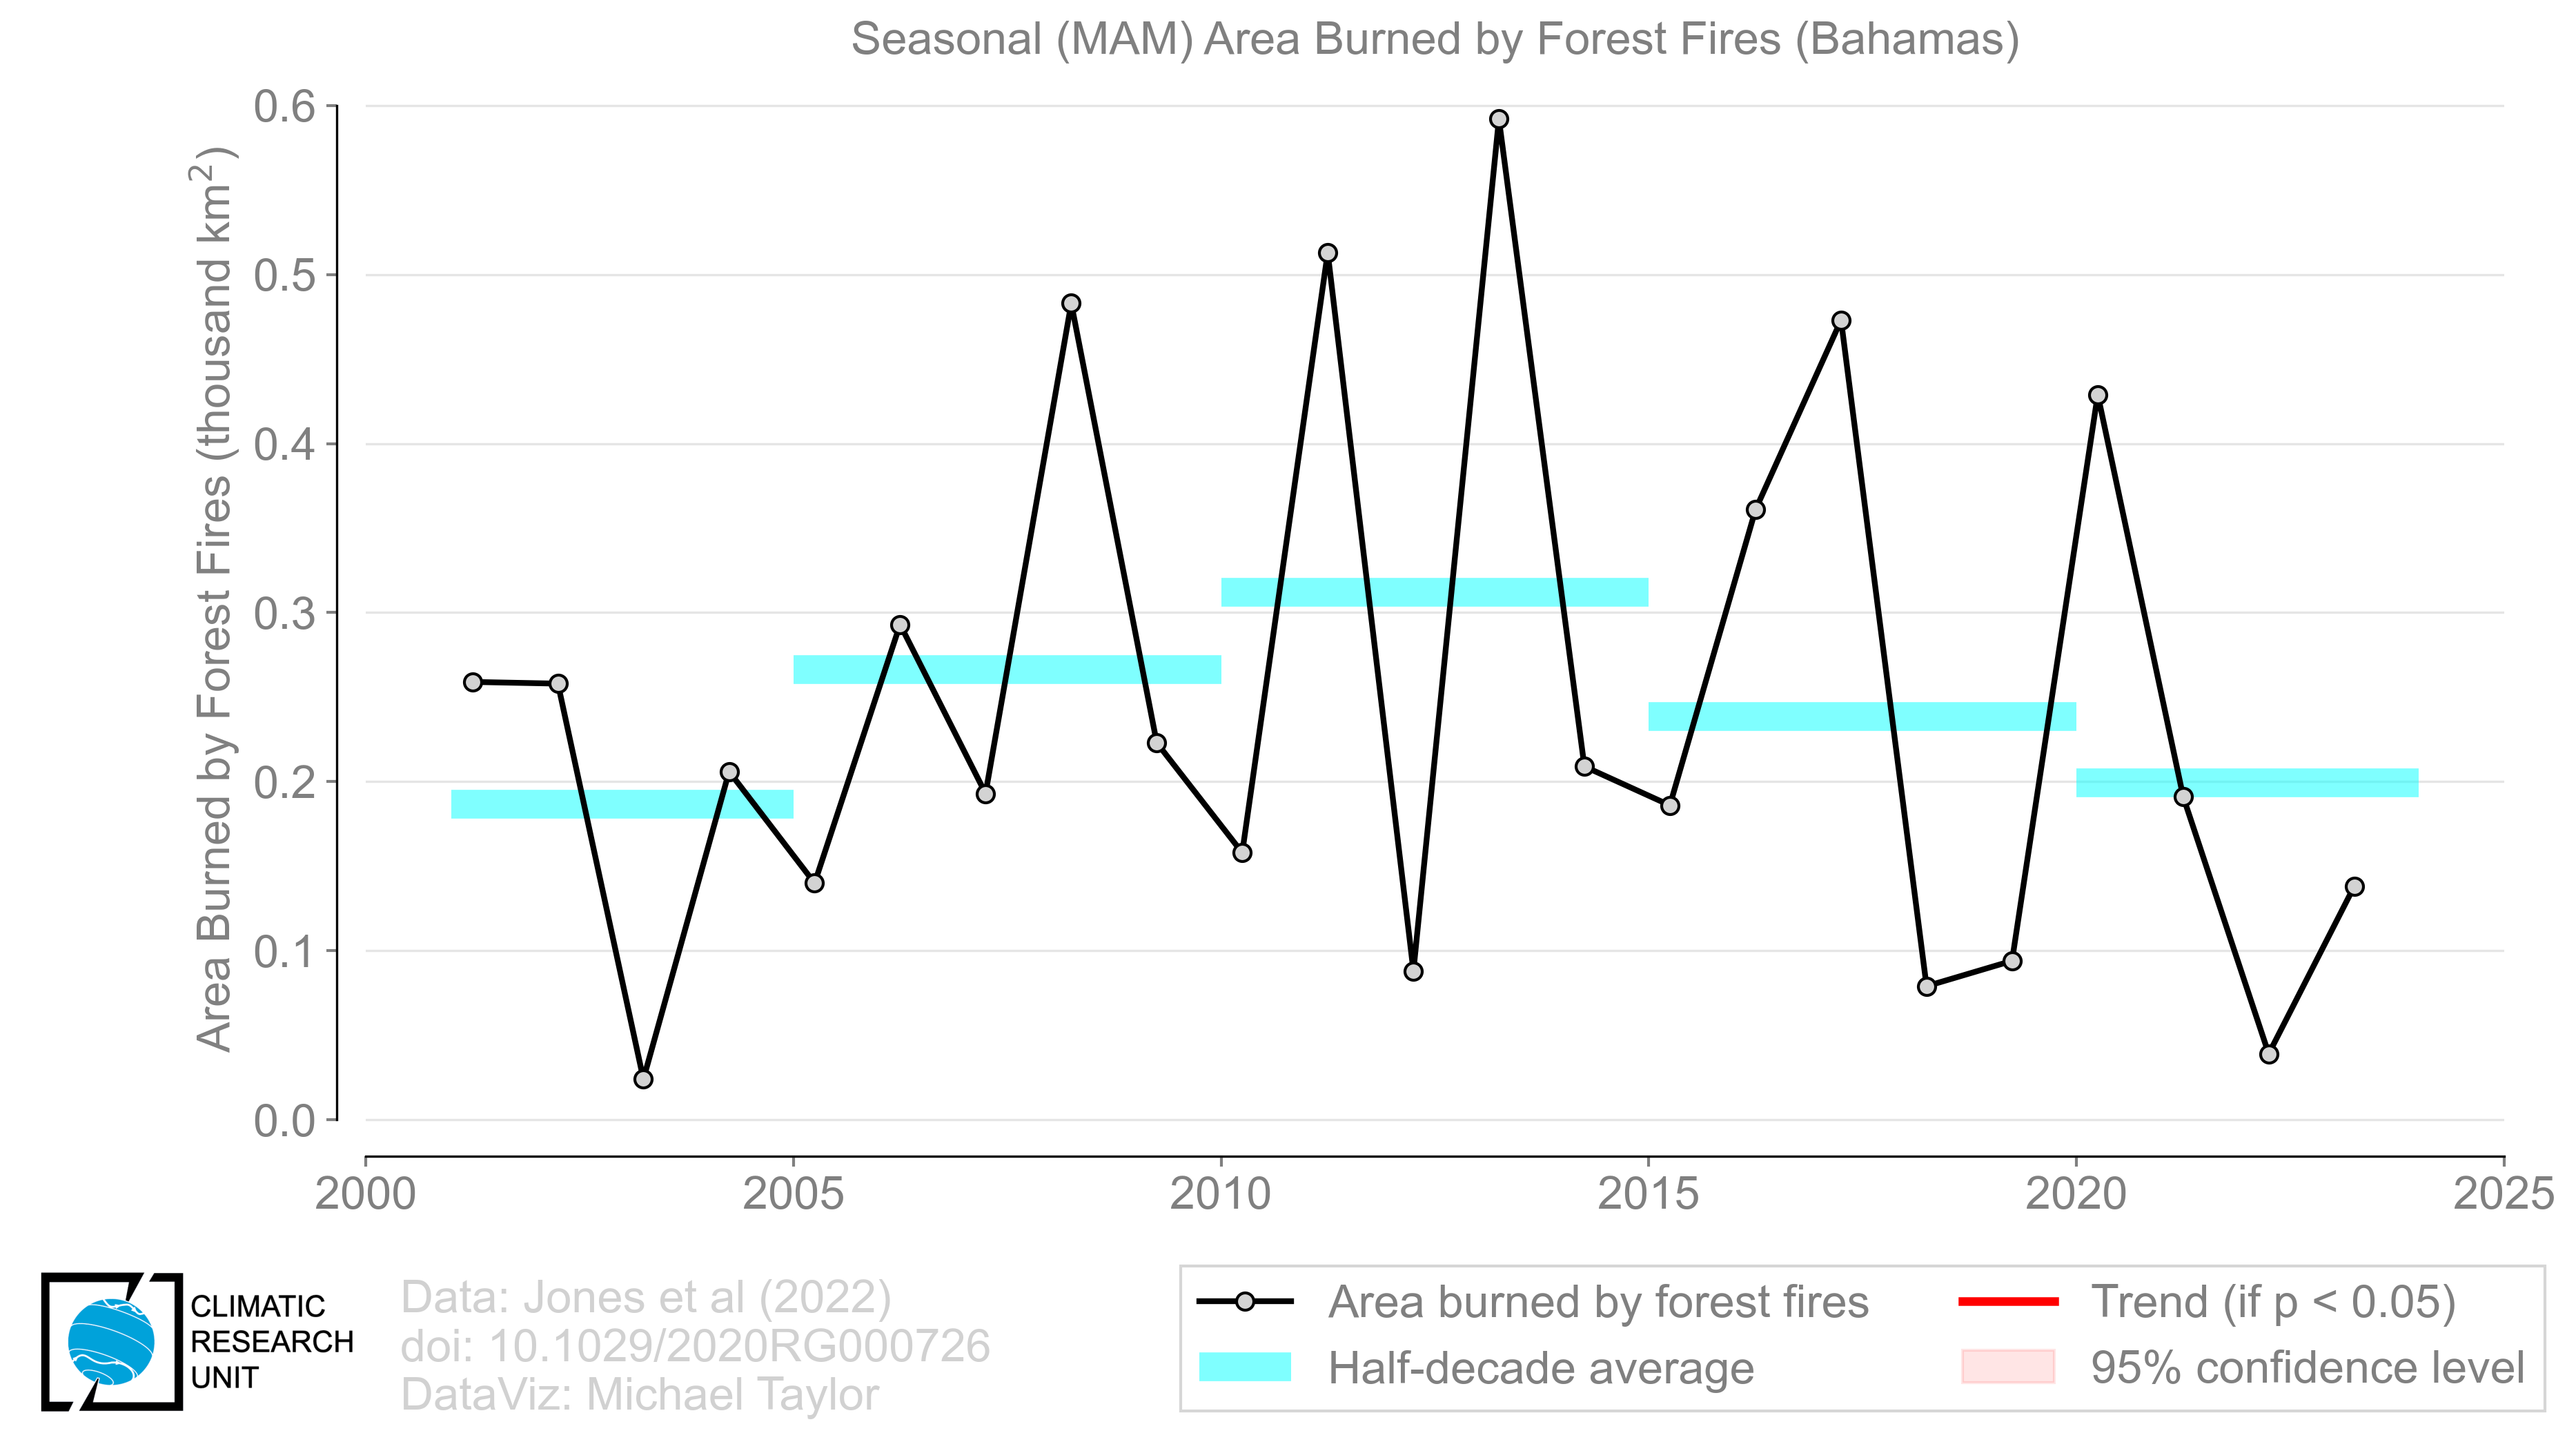 Seasonal (MAM) Area Burned by Forest Fires (Bahamas)
Area Burned by Forest Fires (thousand km²)
0.6
0.5
0.4
0.3
0.2
0.1
0.0
2000 2005 2010 2015 2020 2025
CLIMATIC
RESEARCH
UNIT
Data: Jones et al (2022)
doi: 10.1029/2020RG000726
DataViz: Michael Taylor
Area burned by forest fires
Half-decade average
Trend (if p < 0.05)
95% confidence level